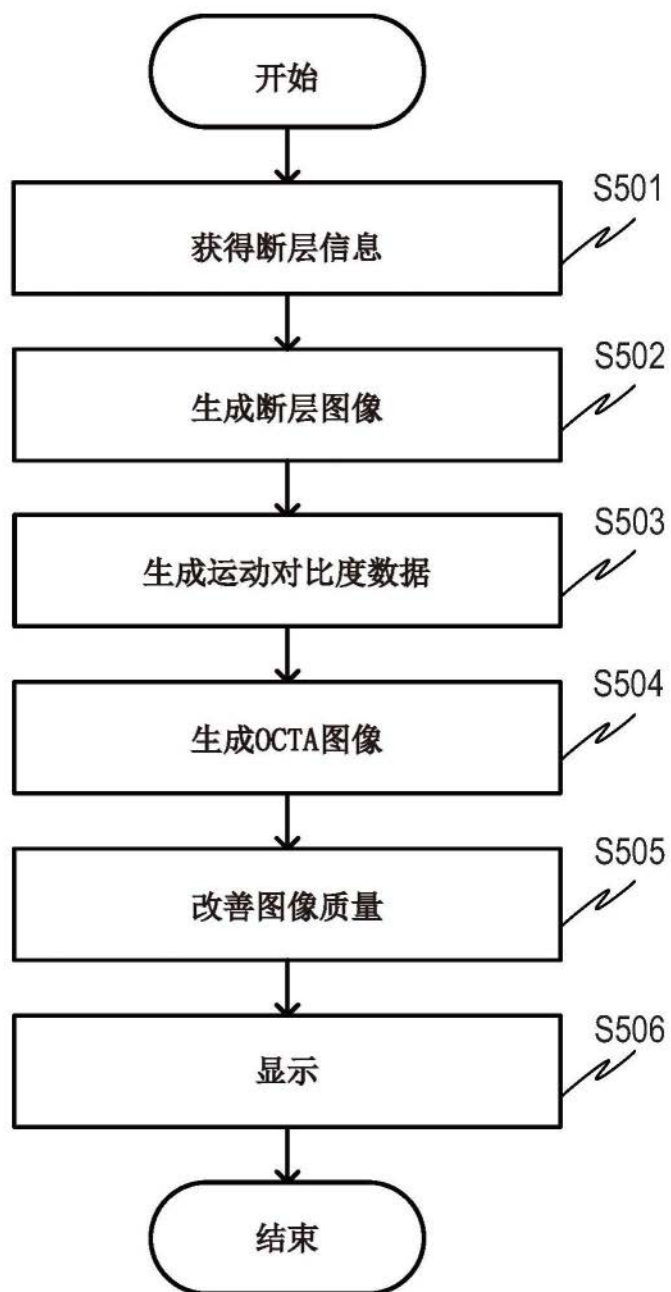 开始
S501
获得断层信息
S502
生成断层图像
S503
生成运动对比度数据
S504
生成OCTA图像
S505
改善图像质量
S506
显示
结束